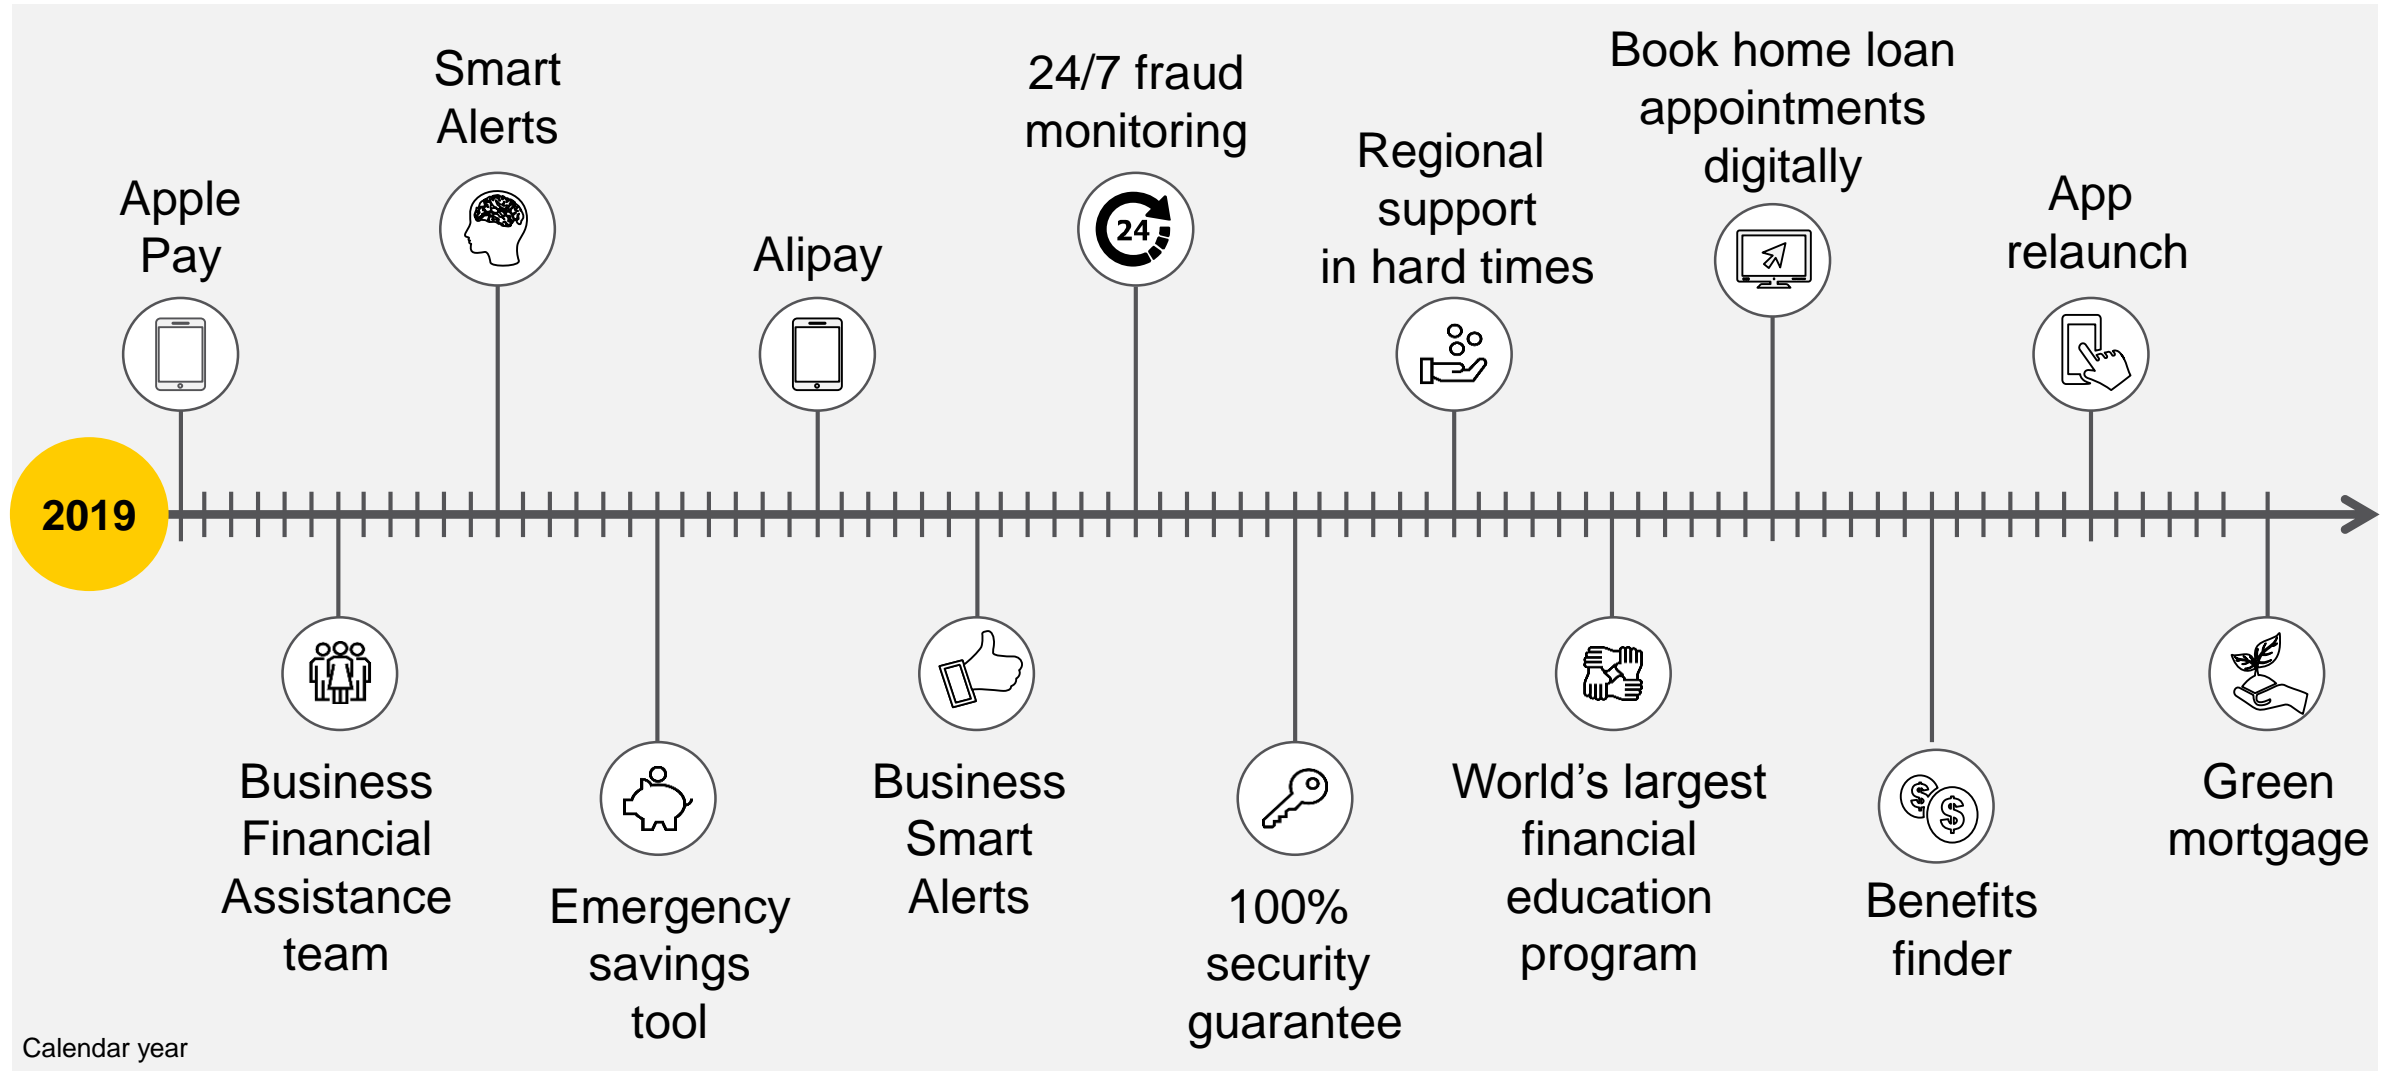 Apple
Pay
Smart
Alerts
Alipay
24/7 fraud
monitoring
24
Regional
support
in hard times
Book home loan
appointments
digitally
App
relaunch
2019
Business
Financial
Assistance
team
Emergency
savings
tool
Business
Smart
Alerts
100%
security
guarantee
World’s largest
financial
education
program
$
$
Benefits
finder
Green
mortgage
Calendar year